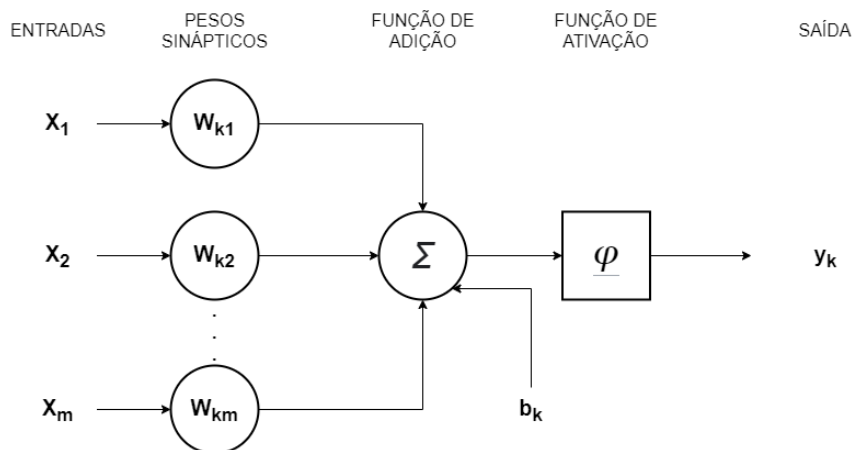 ENTRADAS
PESOS
SINÁPTICOS
FUNÇÃO DE
ADIÇÃO
FUNÇÃO DE
ATIVAÇÃO
SAÍDA
X1
Wk1
X2
Wk2
Σ
φ
yk
Xm
Wkm
bk